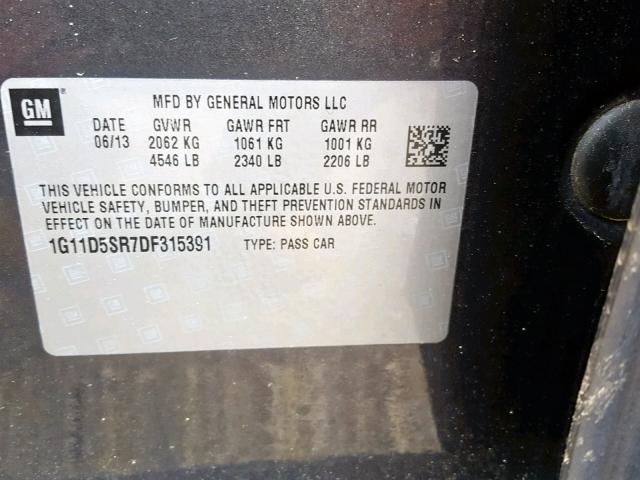 GM
MFD BY GENERAL MOTORS LLC
DATE GVWR GAWR FRT GAWR RR
06/13 2062 KG 1061 KG 1001 KG
4546 LB 2340 LB 2206 LB
THIS VEHICLE CONFORMS TO ALL APPLICABLE U.S. FEDERAL MOTOR
VEHICLE SAFETY, BUMPER, AND THEFT PREVENTION STANDARDS IN
EFFECT ON THE DATE OF MANUFACTURE SHOWN ABOVE.
1G11D5SR7DF315391 TYPE: PASS CAR